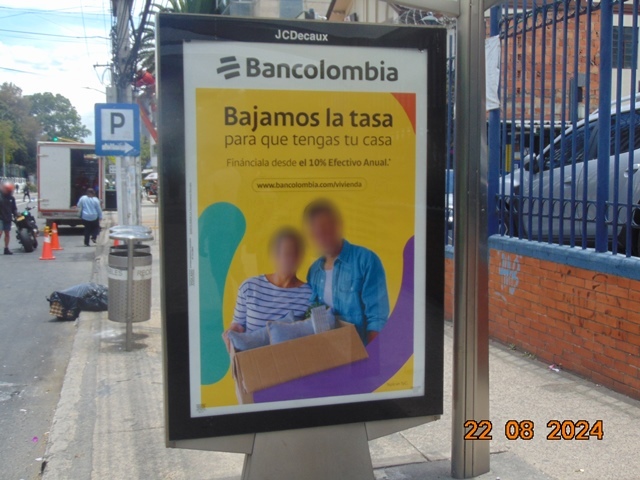 JCDecaux
Bancolombia
Bajamos la tasa
para que tengas tu casa
Finánciala desde el 10% Efectivo Anual.*
www.bancolombia.com/vivienda
P
22 08 2024